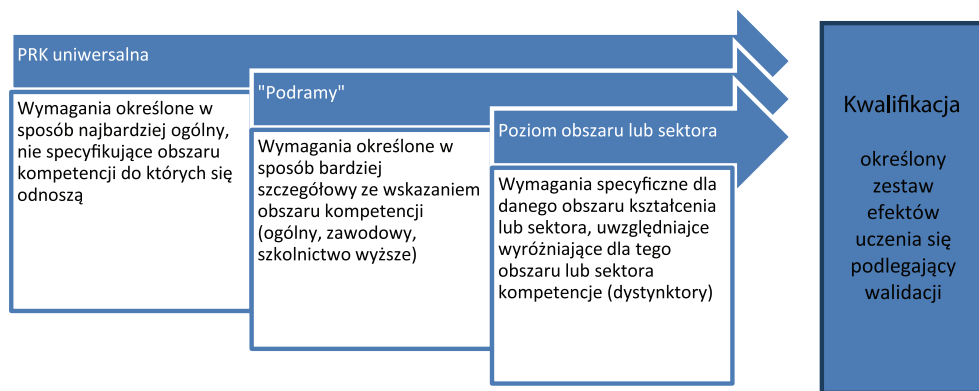 PRK uniwersalna
Wymagania określone w
sposób najbardziej ogólny,
nie specyfikujące obszaru
kompetencji do których się
odnoszą
"Podramy"
Wymagania określone w
sposób bardziej
szczegółowy ze wskazaniem
obszaru kompetencji
(ogólny, zawodowy,
szkolnictwo wyższe)
Poziom obszaru lub sektora
Wymagania specyficzne dla
danego obszaru kształcenia
lub sektora, uwzględniajce
wyróżniające dla tego
obszaru lub sektora
kompetencje (dystynktory)
Kwalifikacja
określony
zestaw
efektów
uczenia się
podlegający
walidacji